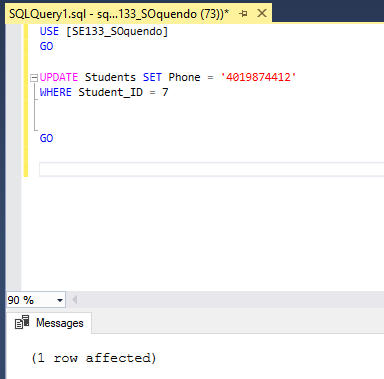 SQLQuery1.sql - sq...133_SOquendo (73))*
USE [SE133_SOquendo]
GO
UPDATE Students SET Phone = '4019874412'
WHERE Student_ID = 7
GO
90 %
Messages
(1 row affected)